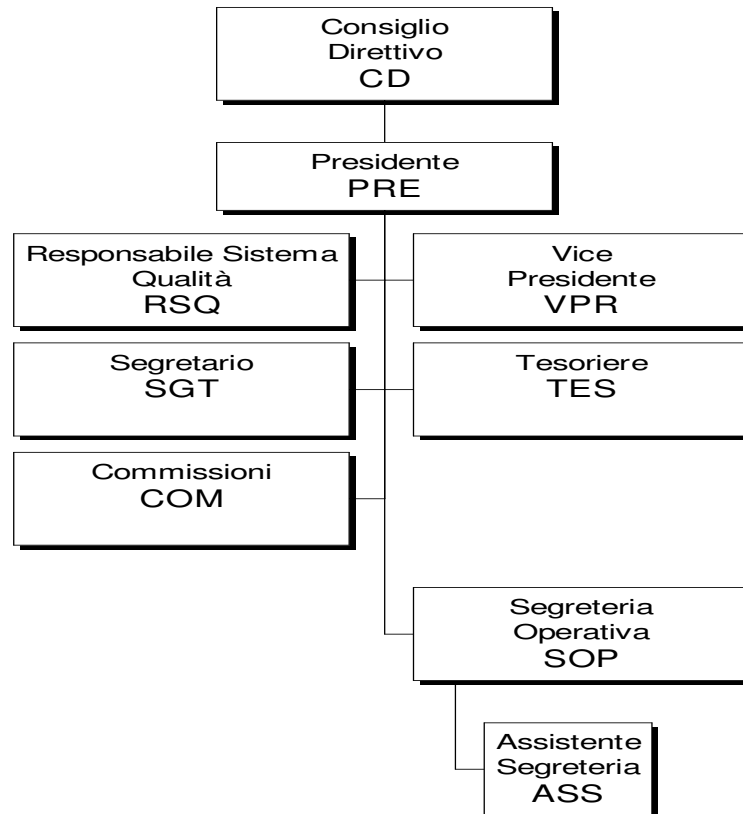 Consiglio
Direttivo
CD
Presidente
PRE
Responsabile Sistema
Qualità
RSQ
Vice
Presidente
VPR
Segretario
SGT
Tesoriere
TES
Commissioni
COM
Segreteria
Operativa
SOP
Assistente
Segreteria
ASS